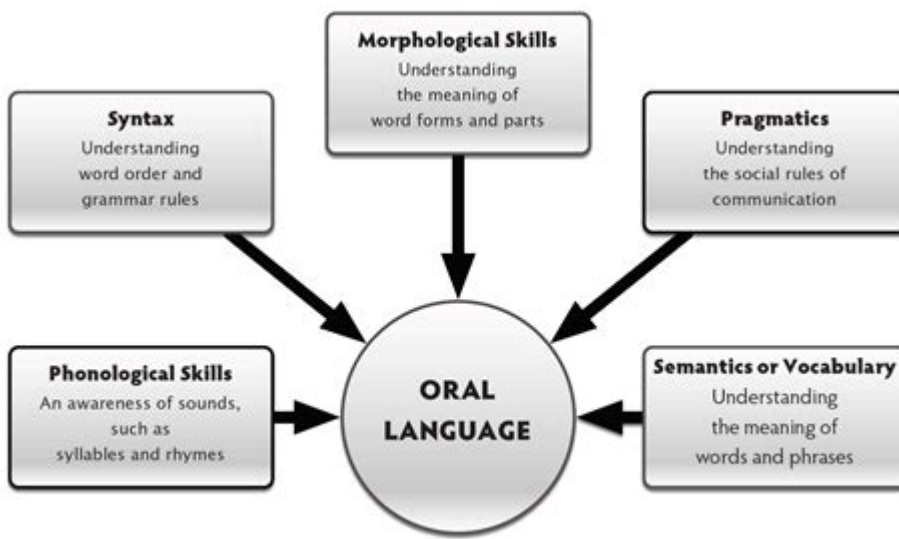 Morphological Skills
Understanding
the meaning of
word forms and parts
Syntax
Understanding
word order and
grammar rules
Pragmatics
Understanding
the social rules of
communication
Phonological Skills
An awareness of sounds,
such as
syllables and rhymes
ORAL
LANGUAGE
Semantics or Vocabulary
Understanding
the meaning of
words and phrases